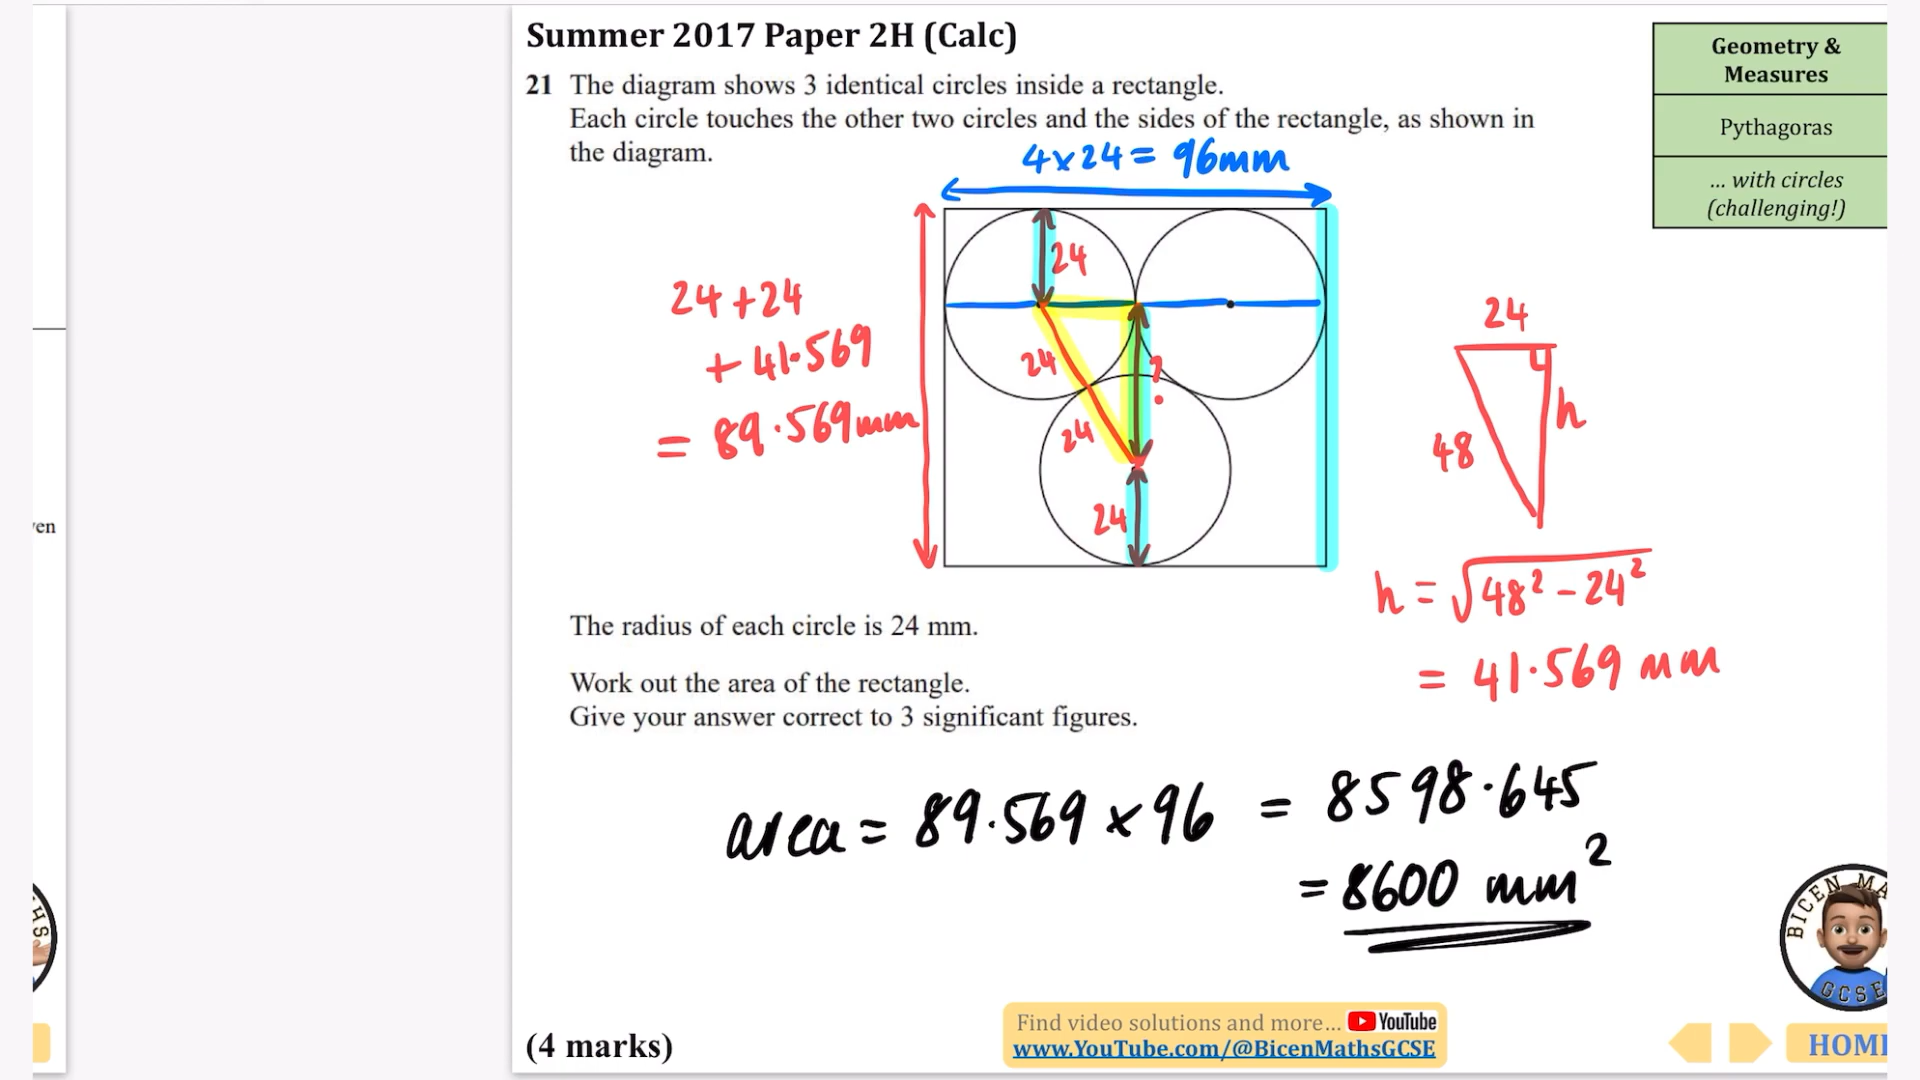 Summer 2017 Paper 2H (Calc)
21 The diagram shows 3 identical circles inside a rectangle.
Each circle touches the other two circles and the sides of the rectangle, as shown in
the diagram.
4×24 = 96mm
24
24
24
?
24
24+24
+ 41.569
= 89.569mm
24
48
h
h = √48² - 24²
= 41.569 mm
The radius of each circle is 24 mm.
Work out the area of the rectangle.
Give your answer correct to 3 significant figures.
area = 89.569 × 96 = 8598.645
= 8600 mm²
(4 marks)
Find video solutions and more... YouTube
www.YouTube.com/@BicenMathsGCSE
Geometry &
Measures
Pythagoras
... with circles
(challenging!)
BICEN MA
GCSE
HOM
en
HS